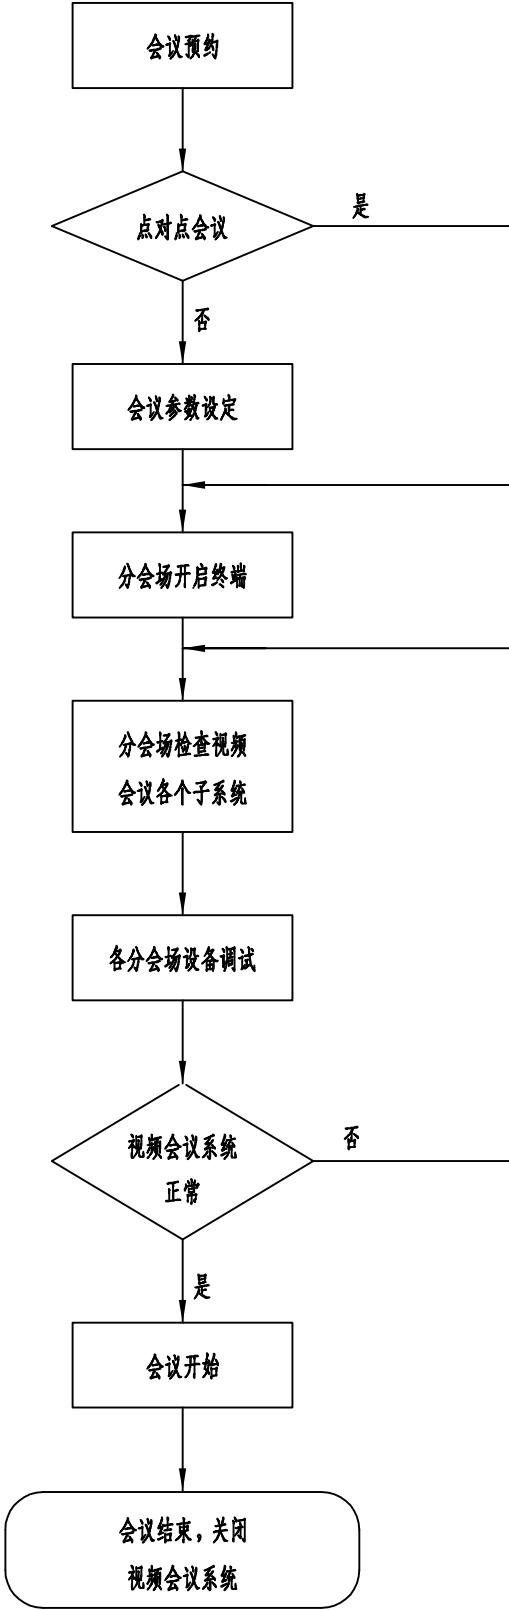 会议预约
点对点会议
是
否
会议参数设定
分会场开启终端
分会场检查视频
会议各个子系统
各分会场设备调试
视频会议系统
正常
否
是
会议开始
会议结束，关闭
视频会议系统